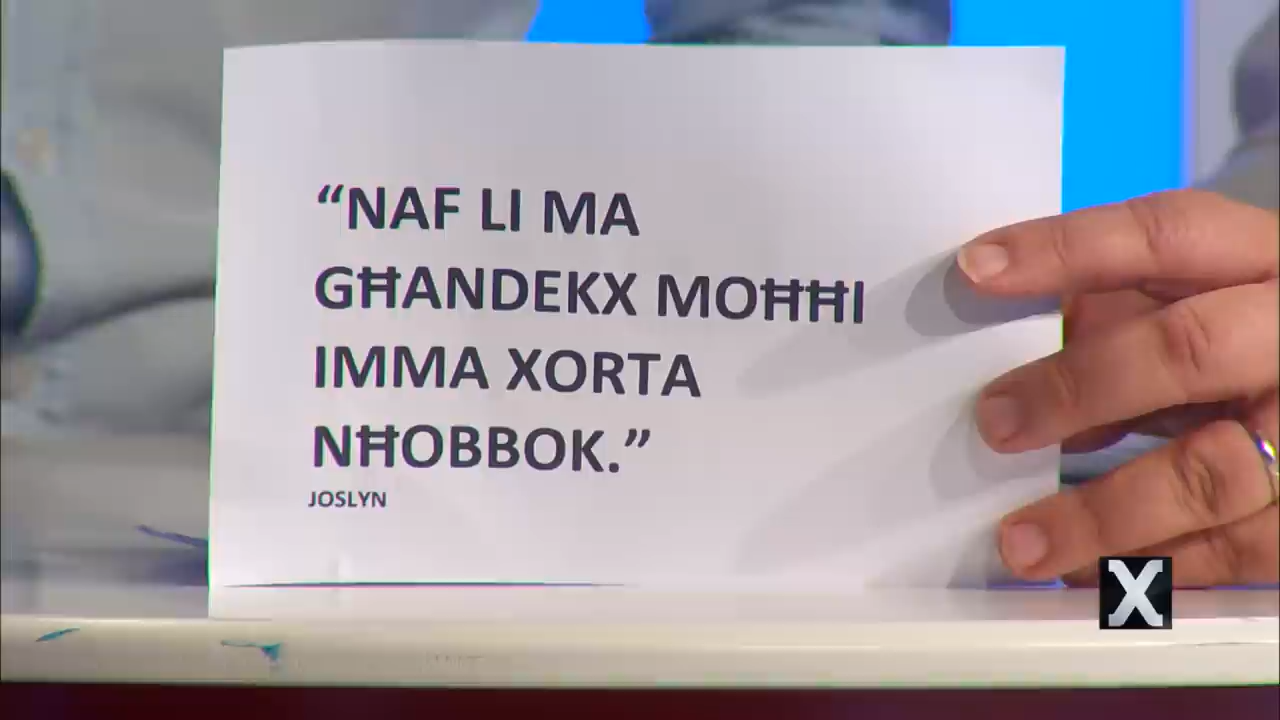 “NAF LI MA
GĦANDEKX MOĦĦI
IMMA XORTA
NĦOBBOK.”
JOSLYN
X